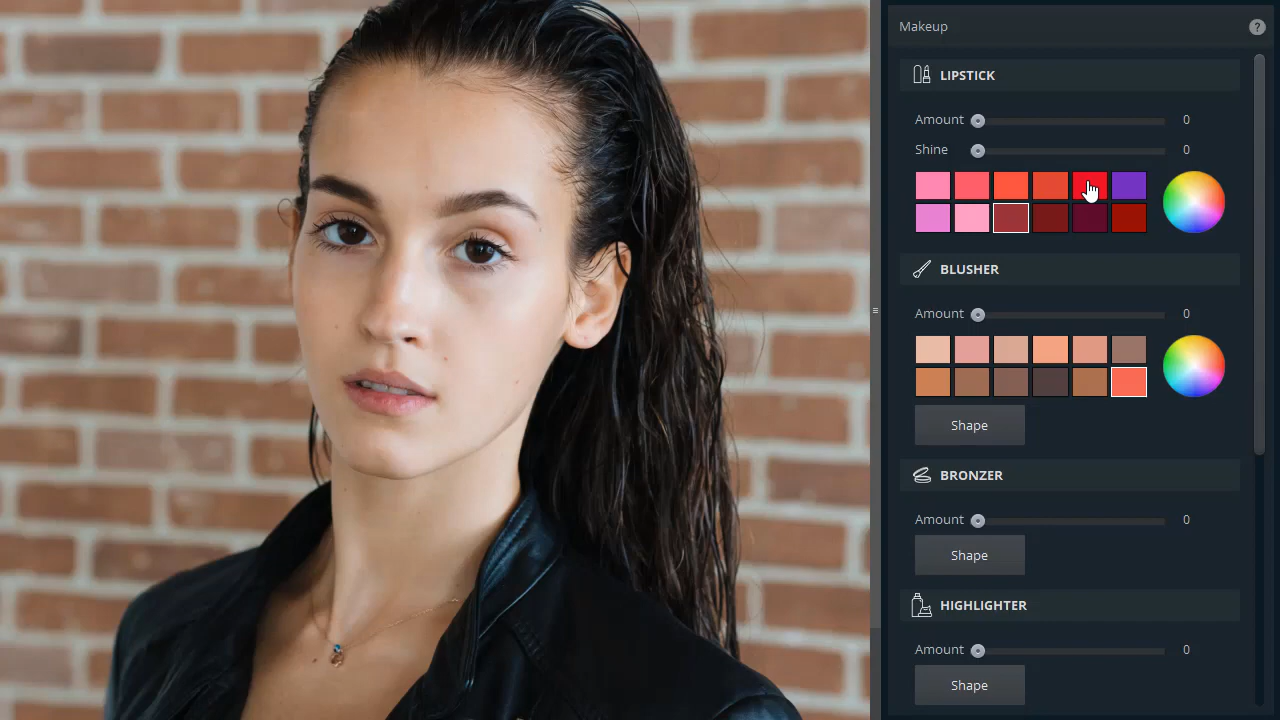 Makeup ?
LIPSTICK
Amount 0
Shine 0
BLUSHER
Amount 0
Shape
BRONZER
Amount 0
Shape
HIGHLIGHTER
Amount 0
Shape